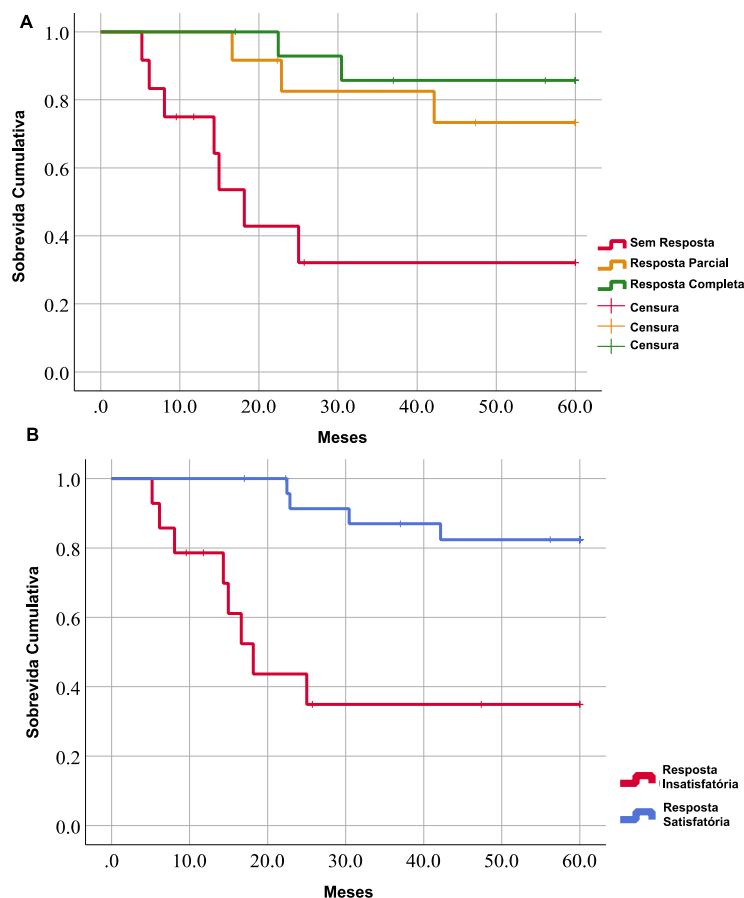 A
1.0
0.8
0.6
0.4
0.2
0.0
Sobrevida Cumulativa
.0 10.0 20.0 30.0 40.0 50.0 60.0
Meses
Sem Resposta
Resposta Parcial
Resposta Completa
Censura
Censura
Censura
B
1.0
0.8
0.6
0.4
0.2
0.0
Sobrevida Cumulativa
.0 10.0 20.0 30.0 40.0 50.0 60.0
Meses
Resposta
Insatisfatória
Resposta
Satisfatória